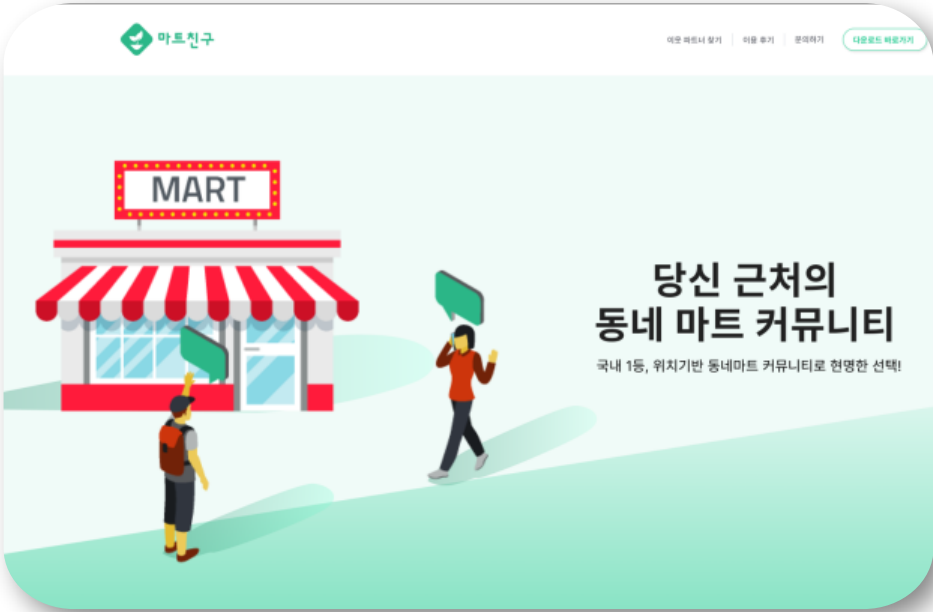 마트친구
이웃 파트너 찾기
이용 후기
문의하기
다운로드 바로가기
MART
당신 근처의
동네 마트 커뮤니티
국내 1등, 위치기반 동네마트 커뮤니티로 현명한 선택!